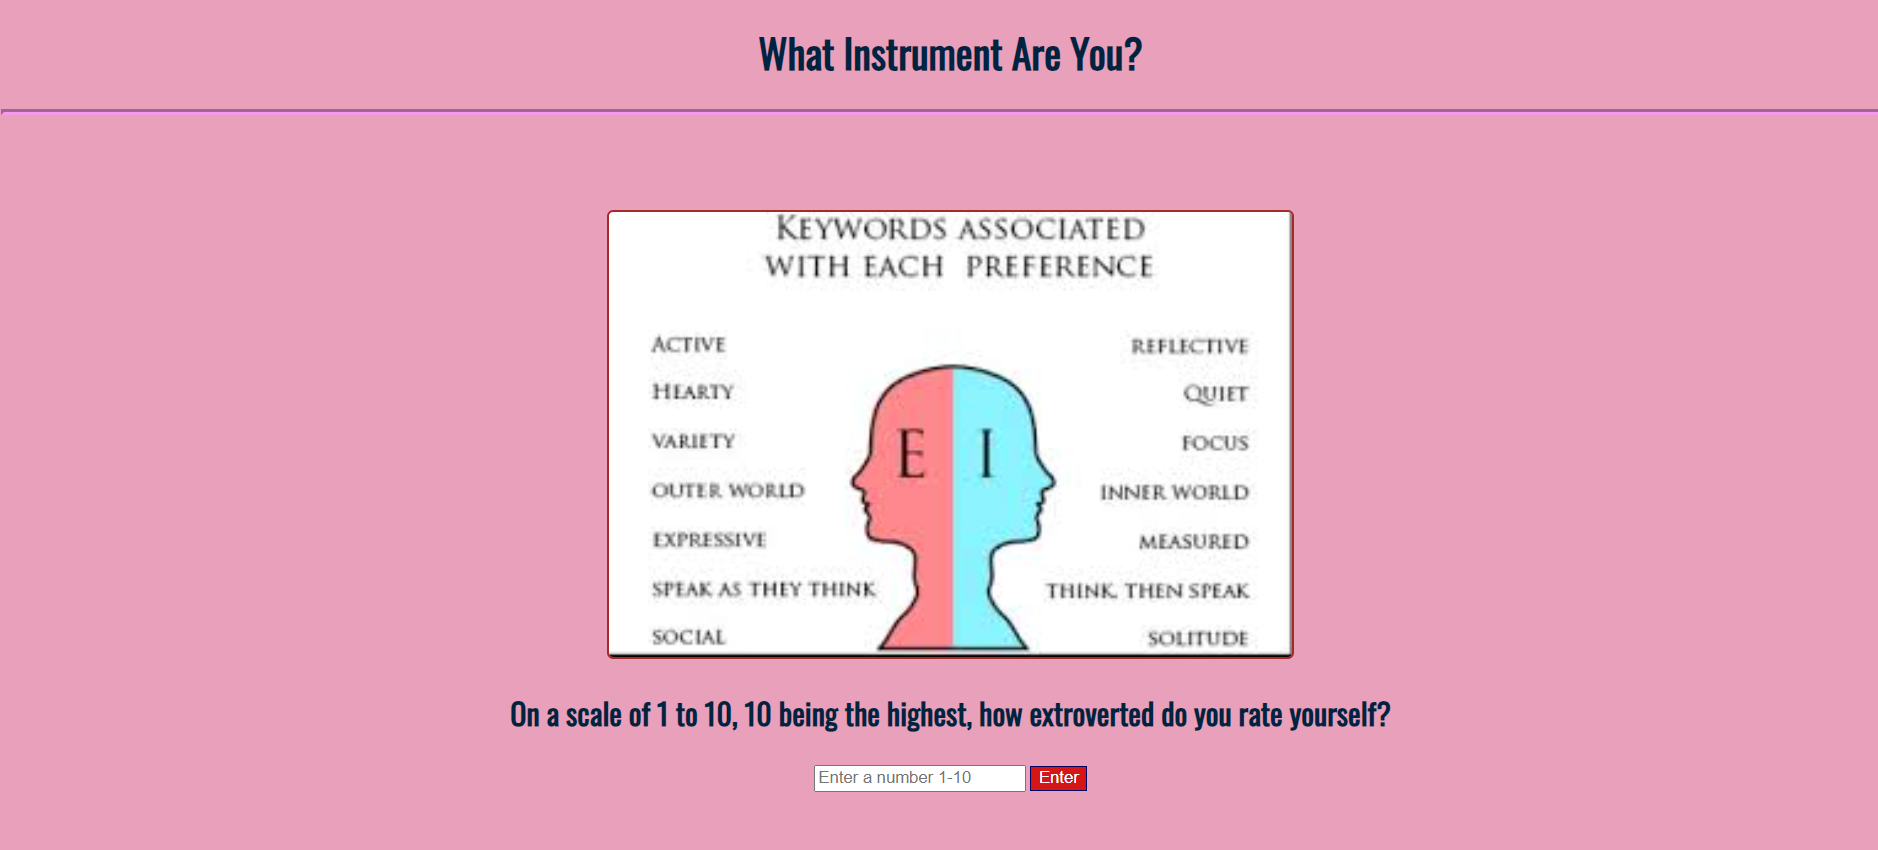 What Instrument Are You?
KEYWORDS ASSOCIATED
WITH EACH PREFERENCE
ACTIVE
HEARTY
VARIETY
OUTER WORLD
EXPRESSIVE
SPEAK AS THEY THINK
SOCIAL
E I
REFLECTIVE
QUIET
FOCUS
INNER WORLD
MEASURED
THINK, THEN SPEAK
SOLITUDE
On a scale of 1 to 10, 10 being the highest, how extroverted do you rate yourself?
Enter a number 1-10 Enter